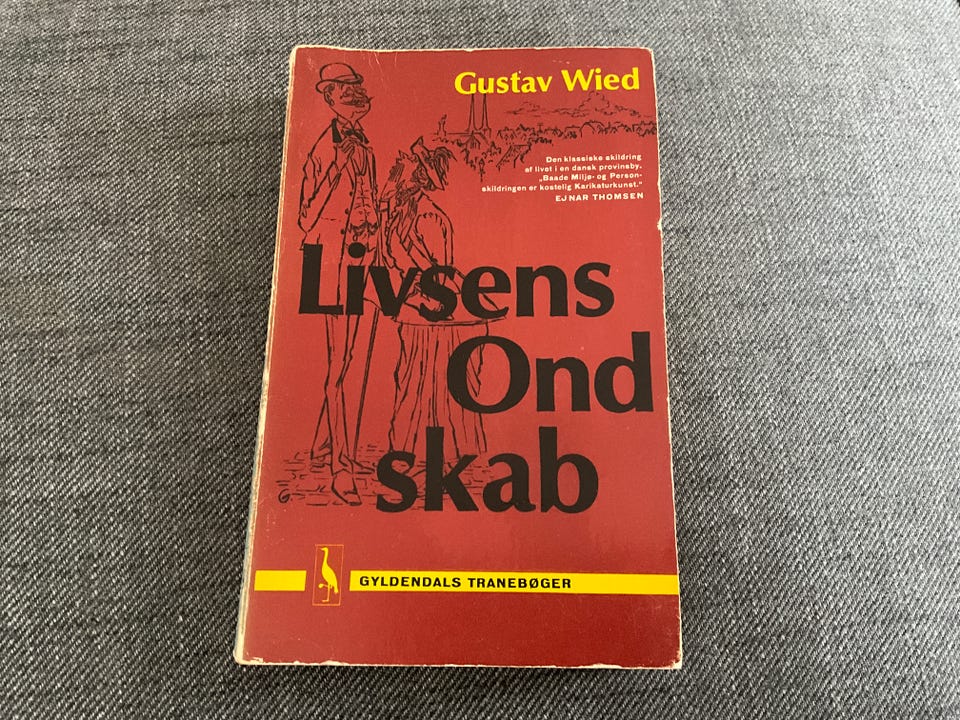 Gustav Wied
Den klassiske skildring
af livet i en dansk provinsby.
„Baade Miljø- og Person-
skildringen er kostelig Karikaturkunst."
EJNAR THOMSEN
Livsens
Ond
skab
GYLDENDALS TRANEBØGER